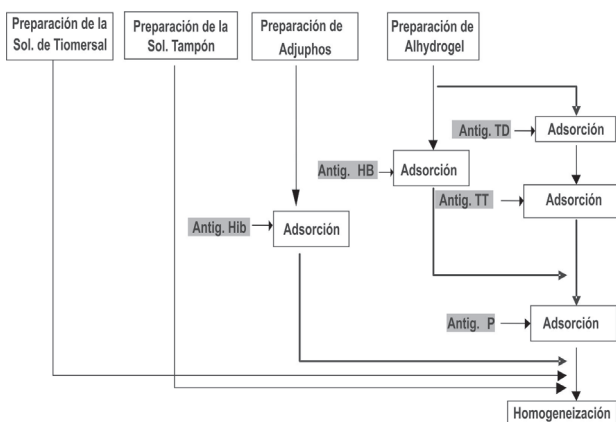 Preparación de la
Sol. de Tiomersal
Preparación de la
Sol. Tampón
Preparación de
Adjuphos
Preparación de
Alhydrogel
Antig. TD
Adsorción
Antig. HB
Adsorción
Antig. TT
Adsorción
Antig. Hib
Adsorción
Antig. P
Adsorción
Homogeneización